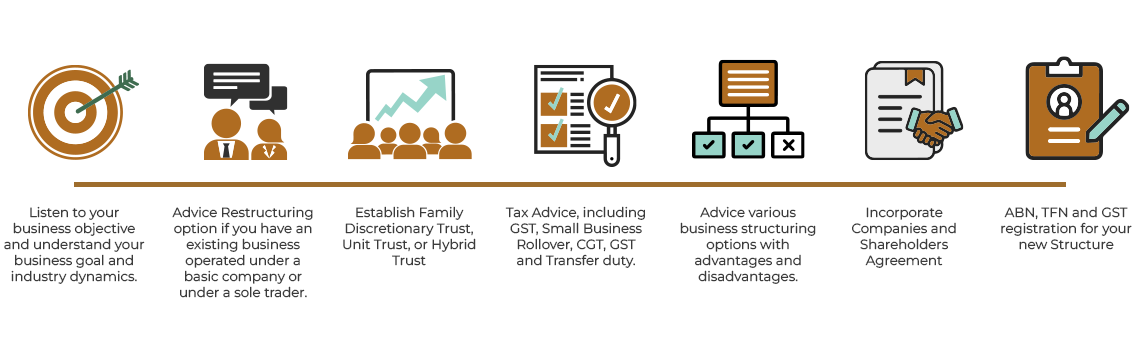 Listen to your
business objective
and understand your
business goal and
industry dynamics.
Advice Restructuring
option if you have an
existing business
operated under a
basic company or
under a sole trader.
Establish Family
Discretionary Trust,
Unit Trust, or Hybrid
Trust
Tax Advice, including
GST, Small Business
Rollover, CGT, GST
and Transfer duty.
Advice various
business structuring
options with
advantages and
disadvantages.
Incorporate
Companies and
Shareholders
Agreement
ABN, TFN and GST
registration for your
new Structure